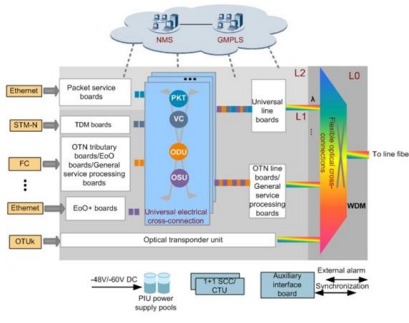 NMS
GMPLS
L2
L0
Ethernet
Packet service
boards
PKT
Universal
line
boards
λ
L1
STM-N
TDM boards
VC
FC
OTN tributary
boards/EoO
boards/General
service processing
boards
ODU
OSU
OTN line
boards/
General
service
processing
boards
Flexible optical cross-
connections
To line fibe
WDM
Ethernet
EoO+ boards
Universal electrical
cross-connection
OTUk
Optical transponder unit
-48V/-60V DC
PIU power
supply pools
1+1 SCC/
CTU
Auxiliary
interface
board
External alarm
Synchronization